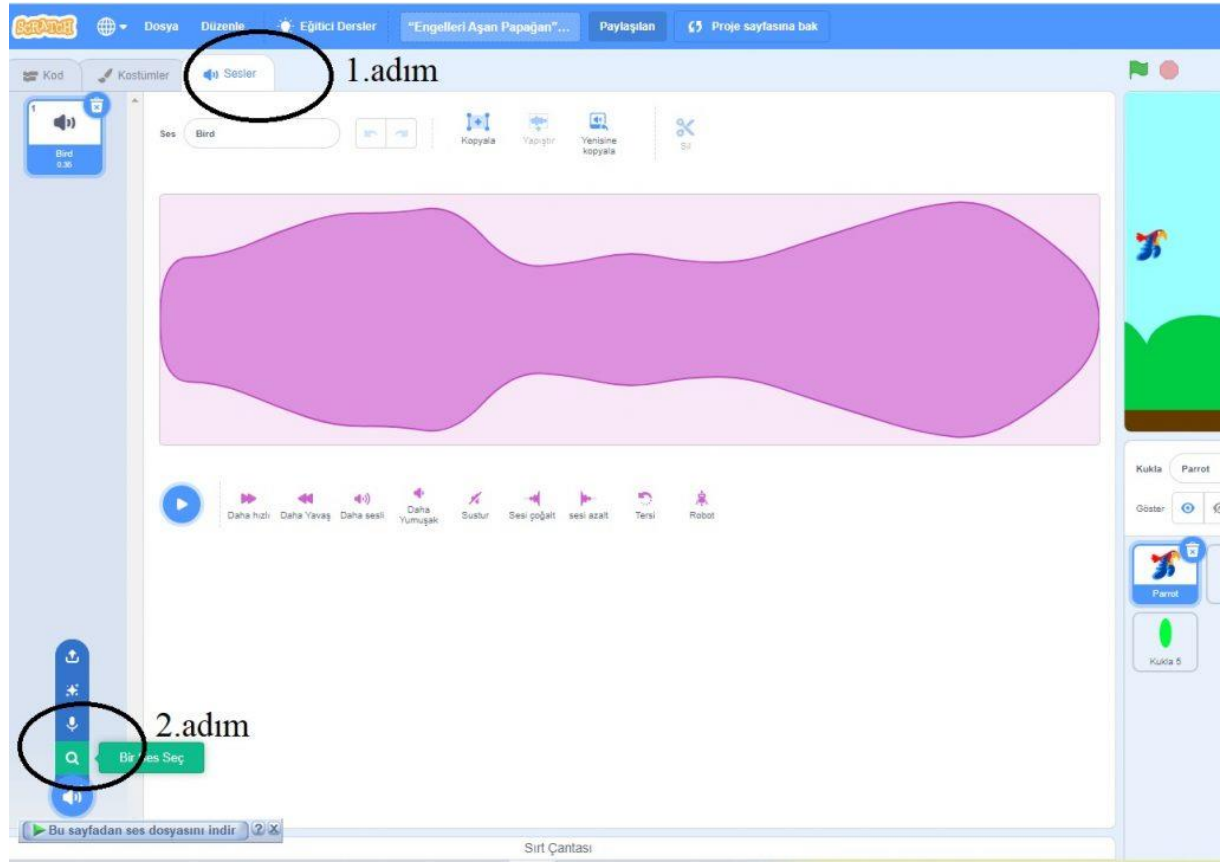 SCRATCH Dosya Düzenle Eğitici Dersler "Engelleri Aşan Papağan"... Paylaşılan Proje sayfasına bak
Kod Kostümler Sesler 1.adım
1
Bird
0.36
Ses Bird Kopyala Yapıştır Yenisine kopyala Sil
Daha hızlı Daha Yavaş Daha sesli Daha Yumuşak Sustur Sesi çoğalt sesi azalt Tersi Robot
Kukla Parrot
Göster
Parrot
Kukla 5
2.adım
Bir Ses Seç
Bu sayfadan ses dosyasını indir ? X
Sırt Çantası